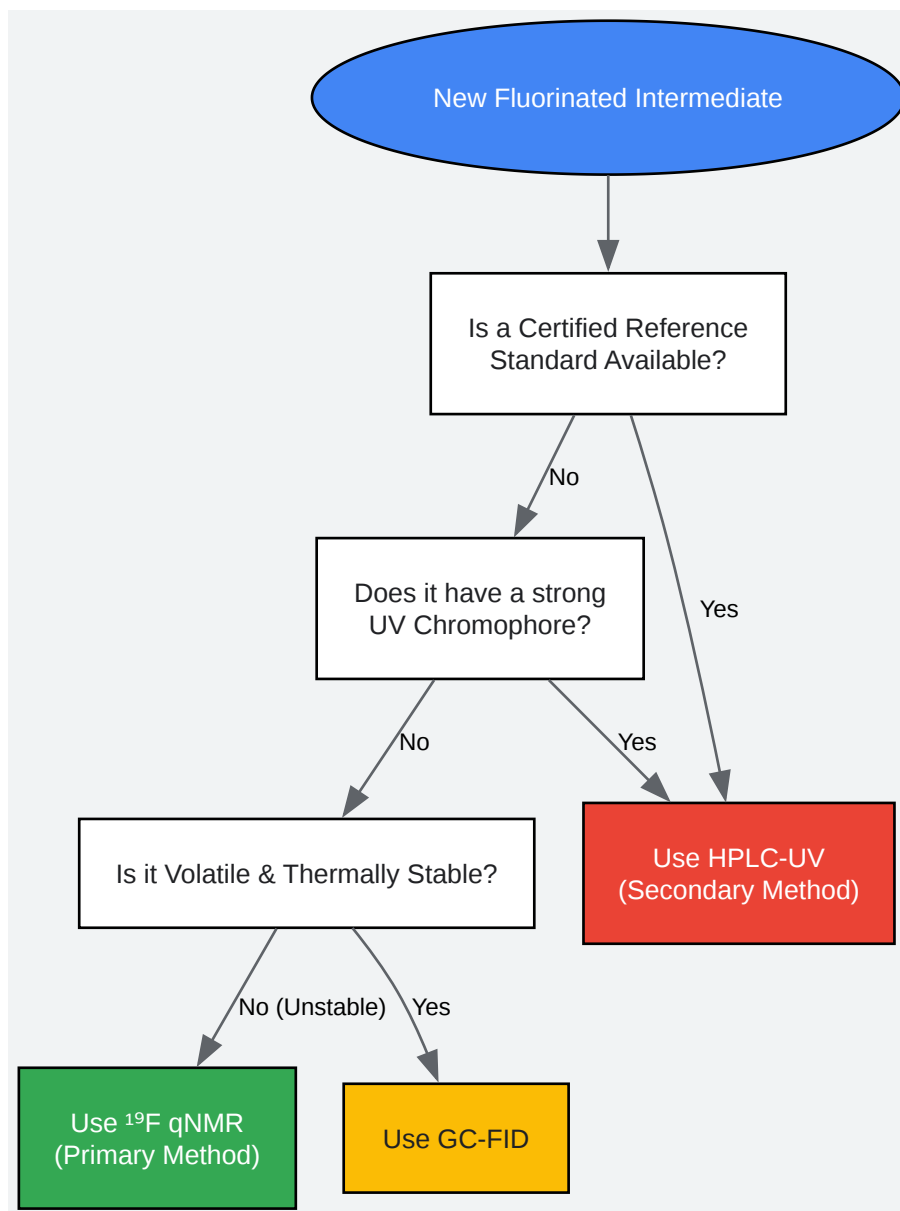 New Fluorinated Intermediate
Is a Certified Reference
Standard Available?
No
Yes
Does it have a strong
UV Chromophore?
No
Yes
Is it Volatile & Thermally Stable?
Use HPLC-UV
(Secondary Method)
No (Unstable)
Yes
Use ¹⁹F qNMR
(Primary Method)
Use GC-FID